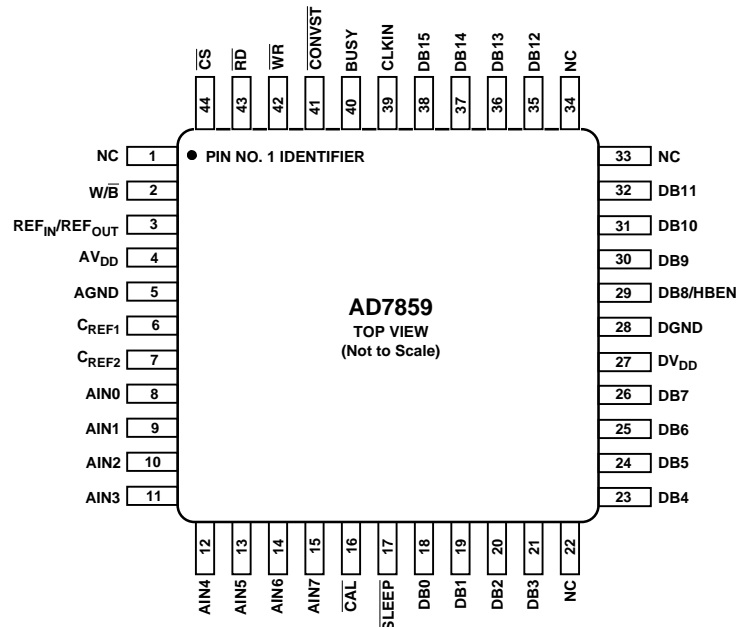 CS
RD
WR
CONVST
BUSY
CLKIN
DB15
DB14
DB13
DB12
NC
44
43
42
41
40
39
38
37
36
35
34
NC 1 PIN NO. 1 IDENTIFIER 33 NC
W/B 2 32 DB11
REFIN/REFOUT 3 31 DB10
AVDD 4 30 DB9
AGND 5 29 DB8/HBEN
CREF1 6 28 DGND
CREF2 7 27 DVDD
AIN0 8 26 DB7
AIN1 9 25 DB6
AIN2 10 24 DB5
AIN3 11 23 DB4
AD7859
TOP VIEW
(Not to Scale)
12
13
14
15
16
17
18
19
20
21
22
AIN4
AIN5
AIN6
AIN7
CAL
SLEEP
DB0
DB1
DB2
DB3
NC